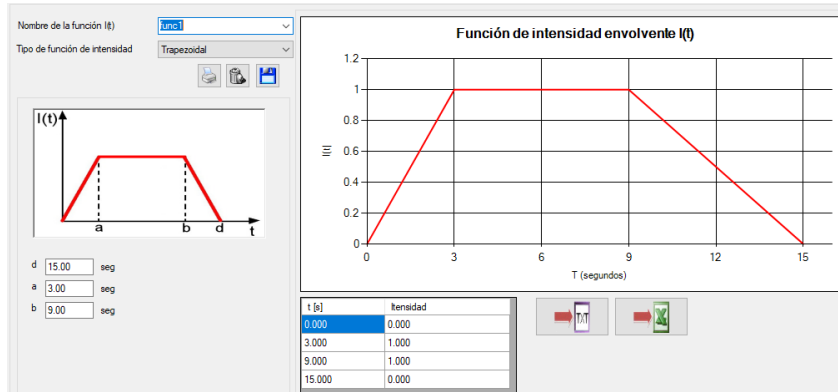 Nombre de la función I(t) func1
Tipo de función de intensidad Trapezoidal
I(t)
a b d t
d 15.00 seg
a 3.00 seg
b 9.00 seg
Función de intensidad envolvente I(t)
1.2
1
0.8
0.6
0.4
0.2
0
I(t)
0 3 6 9 12 15
T (segundos)
t [s] Itensidad
0.000 0.000
3.000 1.000
9.000 1.000
15.000 0.000
TXT
X